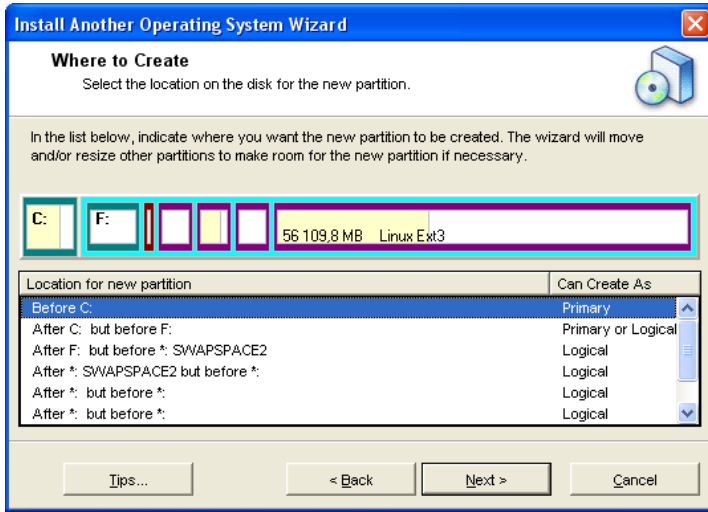 Install Another Operating System Wizard
Where to Create
Select the location on the disk for the new partition.
In the list below, indicate where you want the new partition to be created. The wizard will move
and/or resize other partitions to make room for the new partition if necessary.
C: F: 56 109,8 MB Linux Ext3
Location for new partition Can Create As
Before C: Primary
After C: but before F: Primary or Logical
After F: but before *: SWAPSPACE2 Logical
After *: SWAPSPACE2 but before *: Logical
After *: but before *: Logical
After *: but before *: Logical
Tips... < Back Next > Cancel